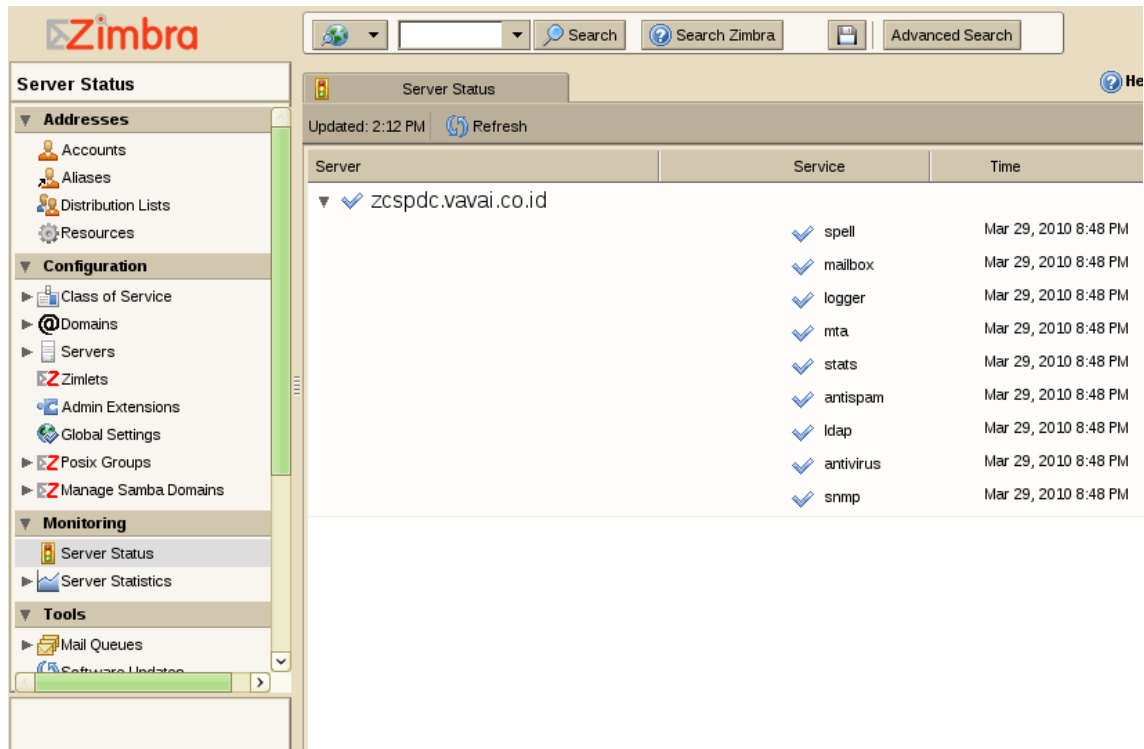 Zimbra
Search
Search Zimbra
Advanced Search
Server Status
Addresses
Accounts
Aliases
Distribution Lists
Resources
Configuration
Class of Service
Domains
Servers
Zimlets
Admin Extensions
Global Settings
Posix Groups
Manage Samba Domains
Monitoring
Server Status
Server Statistics
Tools
Mail Queues
Software Updates
Server Status
He
Updated: 2:12 PM Refresh
Server Service Time
zcspdc.vavai.co.id
spell Mar 29, 2010 8:48 PM
mailbox Mar 29, 2010 8:48 PM
logger Mar 29, 2010 8:48 PM
mta Mar 29, 2010 8:48 PM
stats Mar 29, 2010 8:48 PM
antispam Mar 29, 2010 8:48 PM
ldap Mar 29, 2010 8:48 PM
antivirus Mar 29, 2010 8:48 PM
snmp Mar 29, 2010 8:48 PM